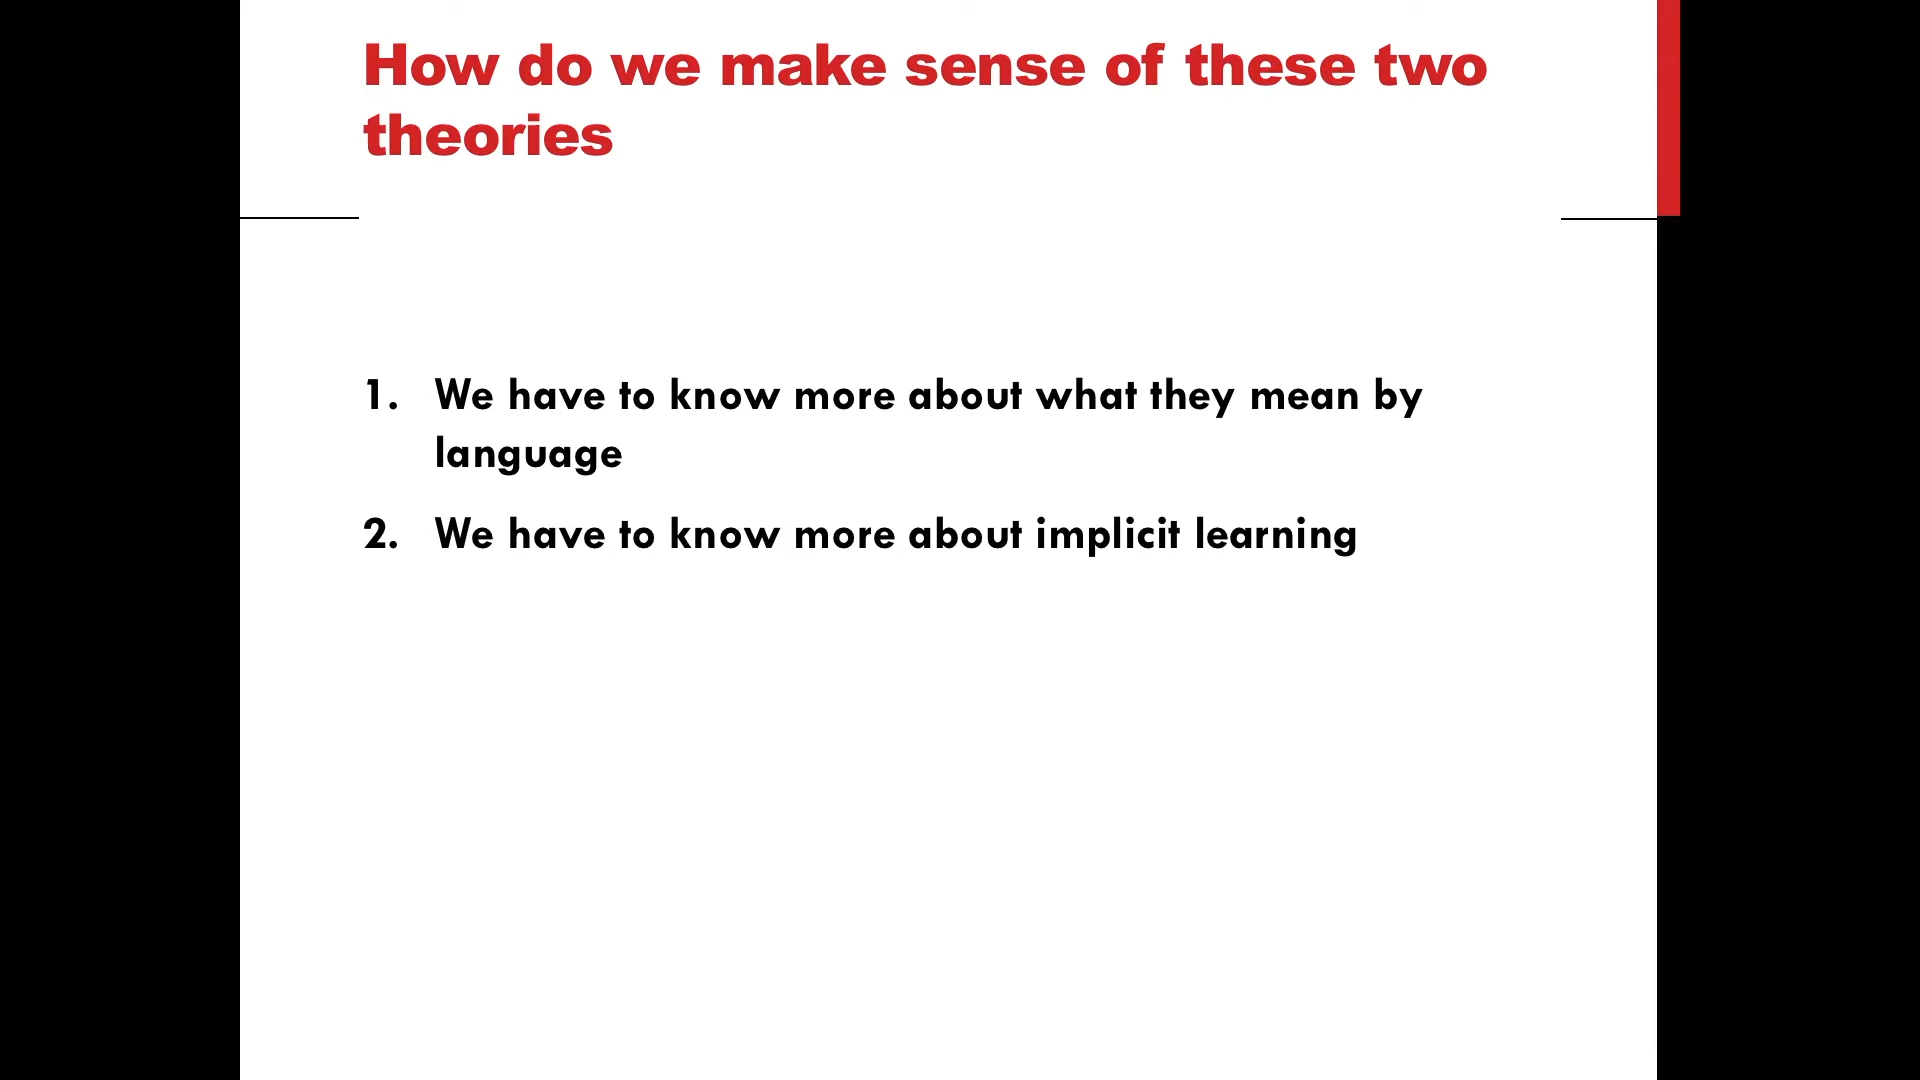 How do we make sense of these two
theories
1. We have to know more about what they mean by
language
2. We have to know more about implicit learning